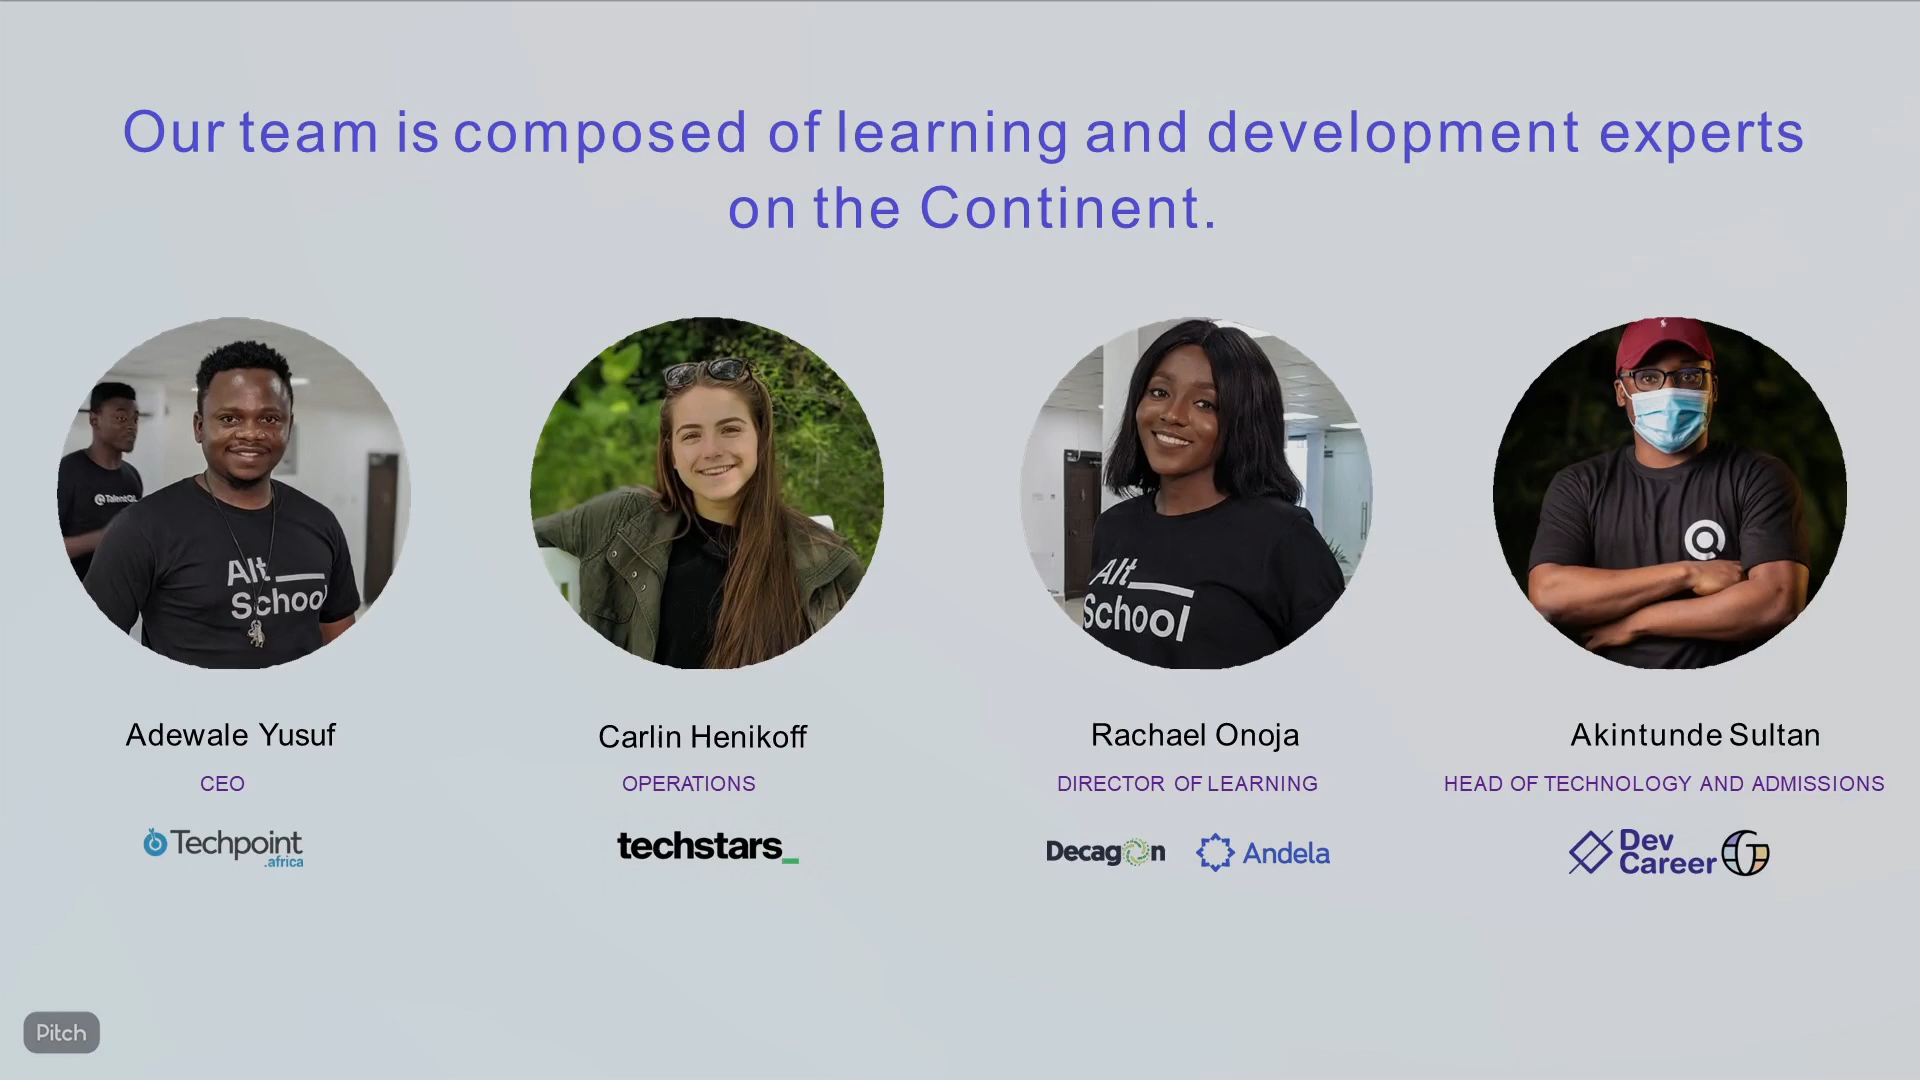 Our team is composed of learning and development experts
on the Continent.
TalentQL
Alt
School
Alt
School
Adewale Yusuf
Carlin Henikoff
Rachael Onoja
Akintunde Sultan
CEO
OPERATIONS
DIRECTOR OF LEARNING
HEAD OF TECHNOLOGY AND ADMISSIONS
Techpoint
.africa
techstars_
Decagon
Andela
Dev
Career
Pitch